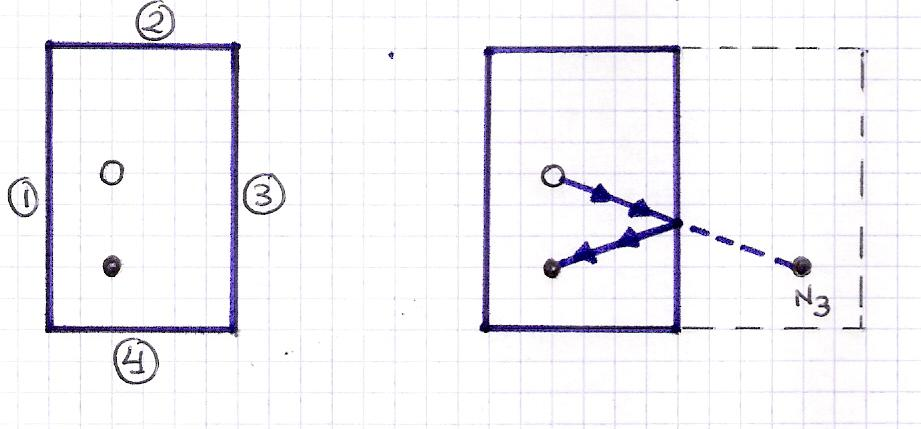 ②
① ③
④
N₃